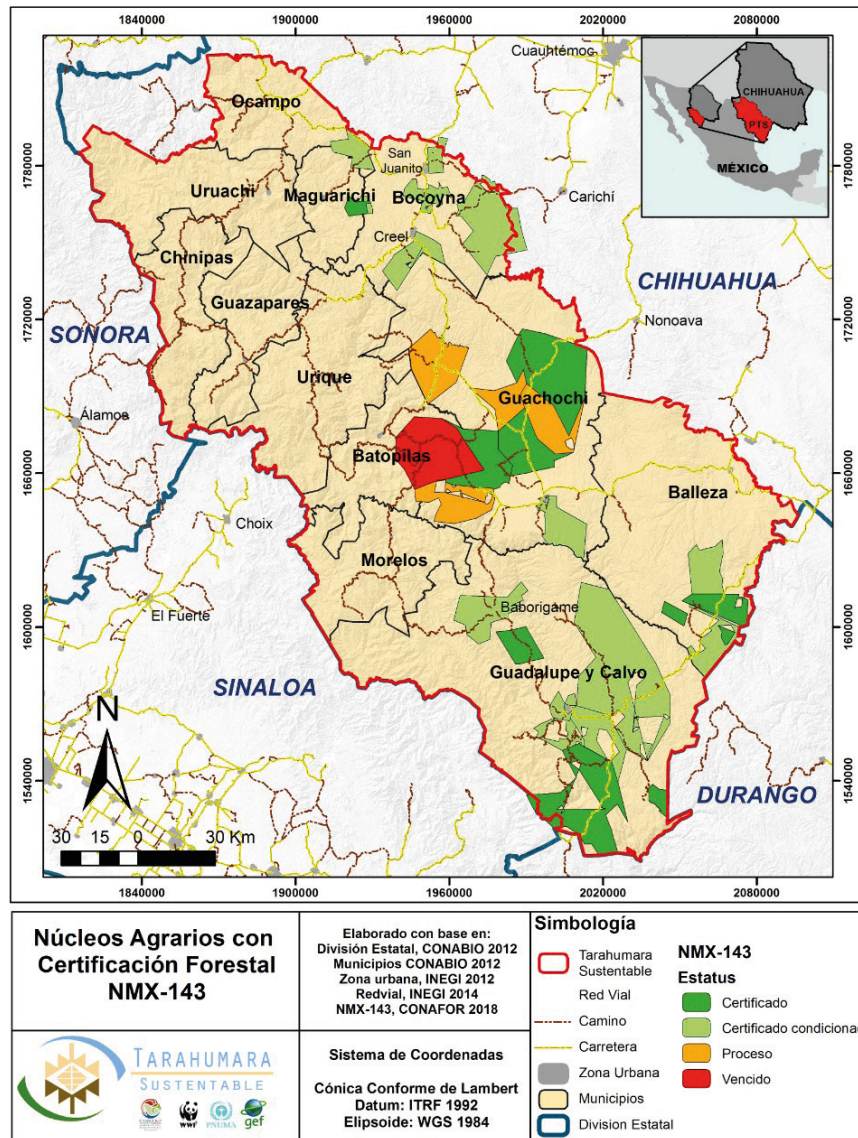 1840000 1900000 1960000 2020000 2080000
Cuauhtémoc
CHIHUAHUA
PTS
MÉXICO
Ocampo
1780000
1780000
San
Juanito
Uruachi
Maguarichi
Bocoyna
Carichí
Creel
Chinipas
CHIHUAHUA
Guazapares
1720000
1720000
SONORA
Nonoava
Urique
Guachochi
Álamos
Batopilas
1660000
1660000
Balleza
Choix
Morelos
El Fuerte
Baborigame
1600000
1600000
Guadalupe y Calvo
SINALOA
N
1540000
1540000
DURANGO
30 15 0 30 Km
1840000 1900000 1960000 2020000 2080000
Núcleos Agrarios con
Certificación Forestal
NMX-143
Elaborado con base en:
División Estatal, CONABIO 2012
Municipios CONABIO 2012
Zona urbana, INEGI 2012
Redvial, INEGI 2014
NMX-143, CONAFOR 2018
TARAHUMARA
SUSTENTABLE
WWF
PNUMA
gef
Sistema de Coordenadas
Cónica Conforme de Lambert
Datum: ITRF 1992
Elipsoide: WGS 1984
Simbología
Tarahumara
Sustentable
Red Vial
Camino
Carretera
Zona Urbana
Municipios
Division Estatal
NMX-143
Estatus
Certificado
Certificado condiciona
Proceso
Vencido